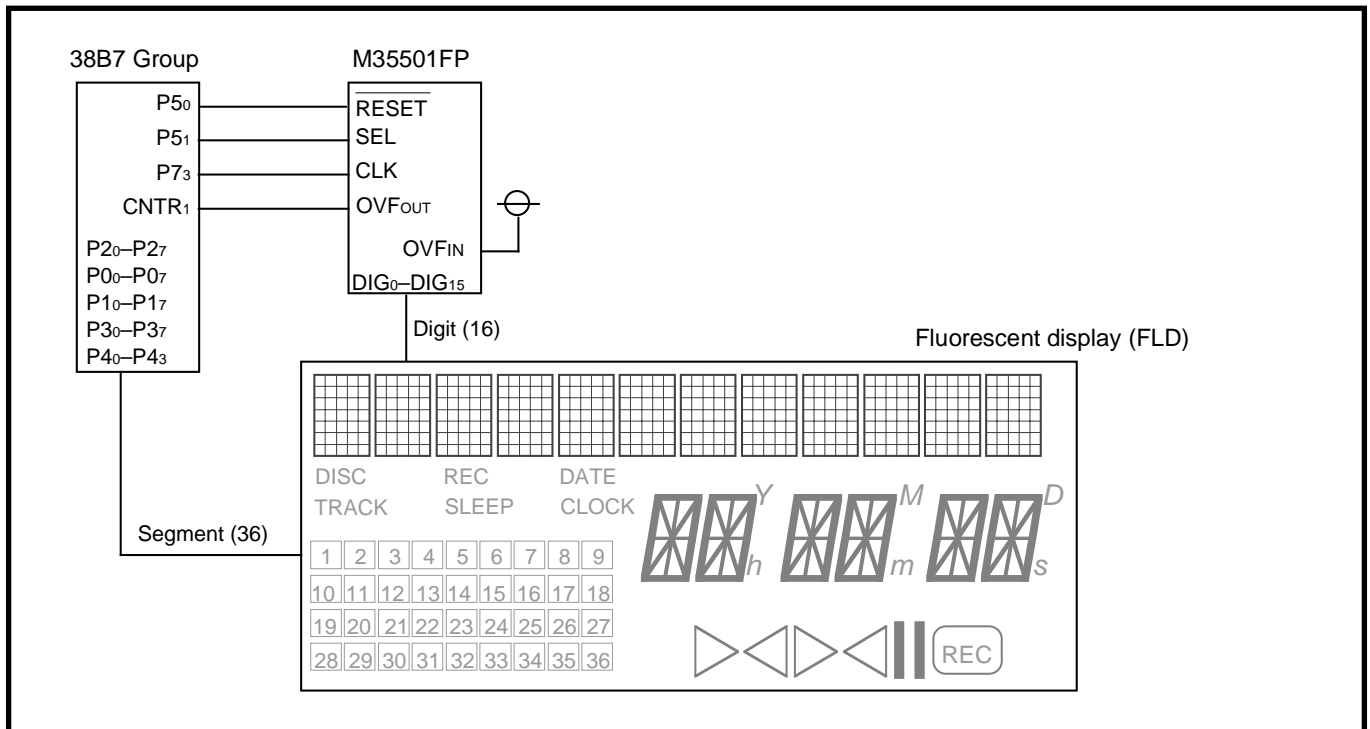 38B7 Group
M35501FP
P50
RESET
P51
SEL
P73
CLK
CNTR1
OVFOUT
OVFIN
P20–P27
P00–P07
P10–P17
P30–P37
P40–P43
DIG0–DIG15
Digit (16)
Fluorescent display (FLD)
Segment (36)
DISC REC DATE
TRACK SLEEP CLOCK
Y M D
h m s
1 2 3 4 5 6 7 8 9
10 11 12 13 14 15 16 17 18
19 20 21 22 23 24 25 26 27
28 29 30 31 32 33 34 35 36
REC